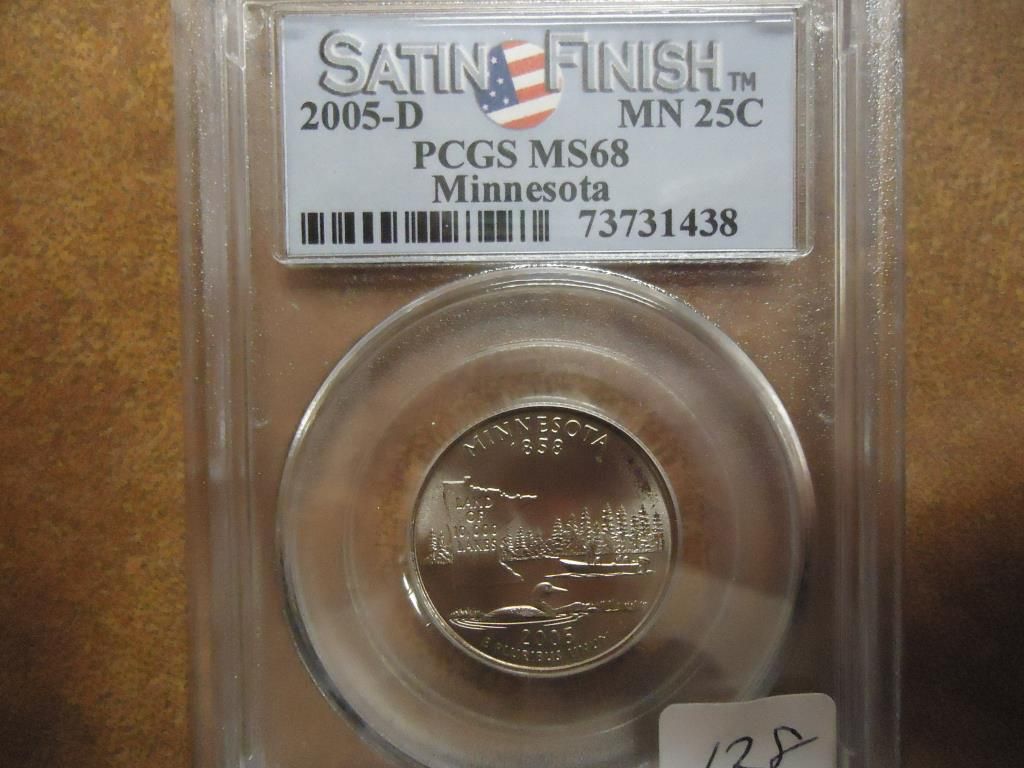 SATIN FINISH™
2005-D MN 25C
PCGS MS68
Minnesota
73731438
MINNESOTA
1858
LAND
OF
10,000
LAKES
2005
E PLURIBUS UNUM
128